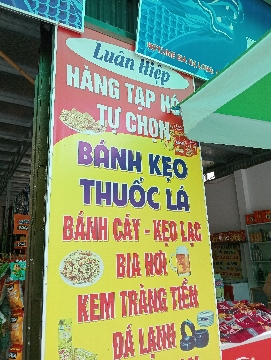 Luân Hiệp
HÀNG TẠP HÓA
TỰ CHỌN
BÁNH KẸO
THUỐC LÁ
BÁNH CÁY - KẸO LẠC
BIA HƠI
KEM TRÀNG TIỀN
ĐÁ LẠNH